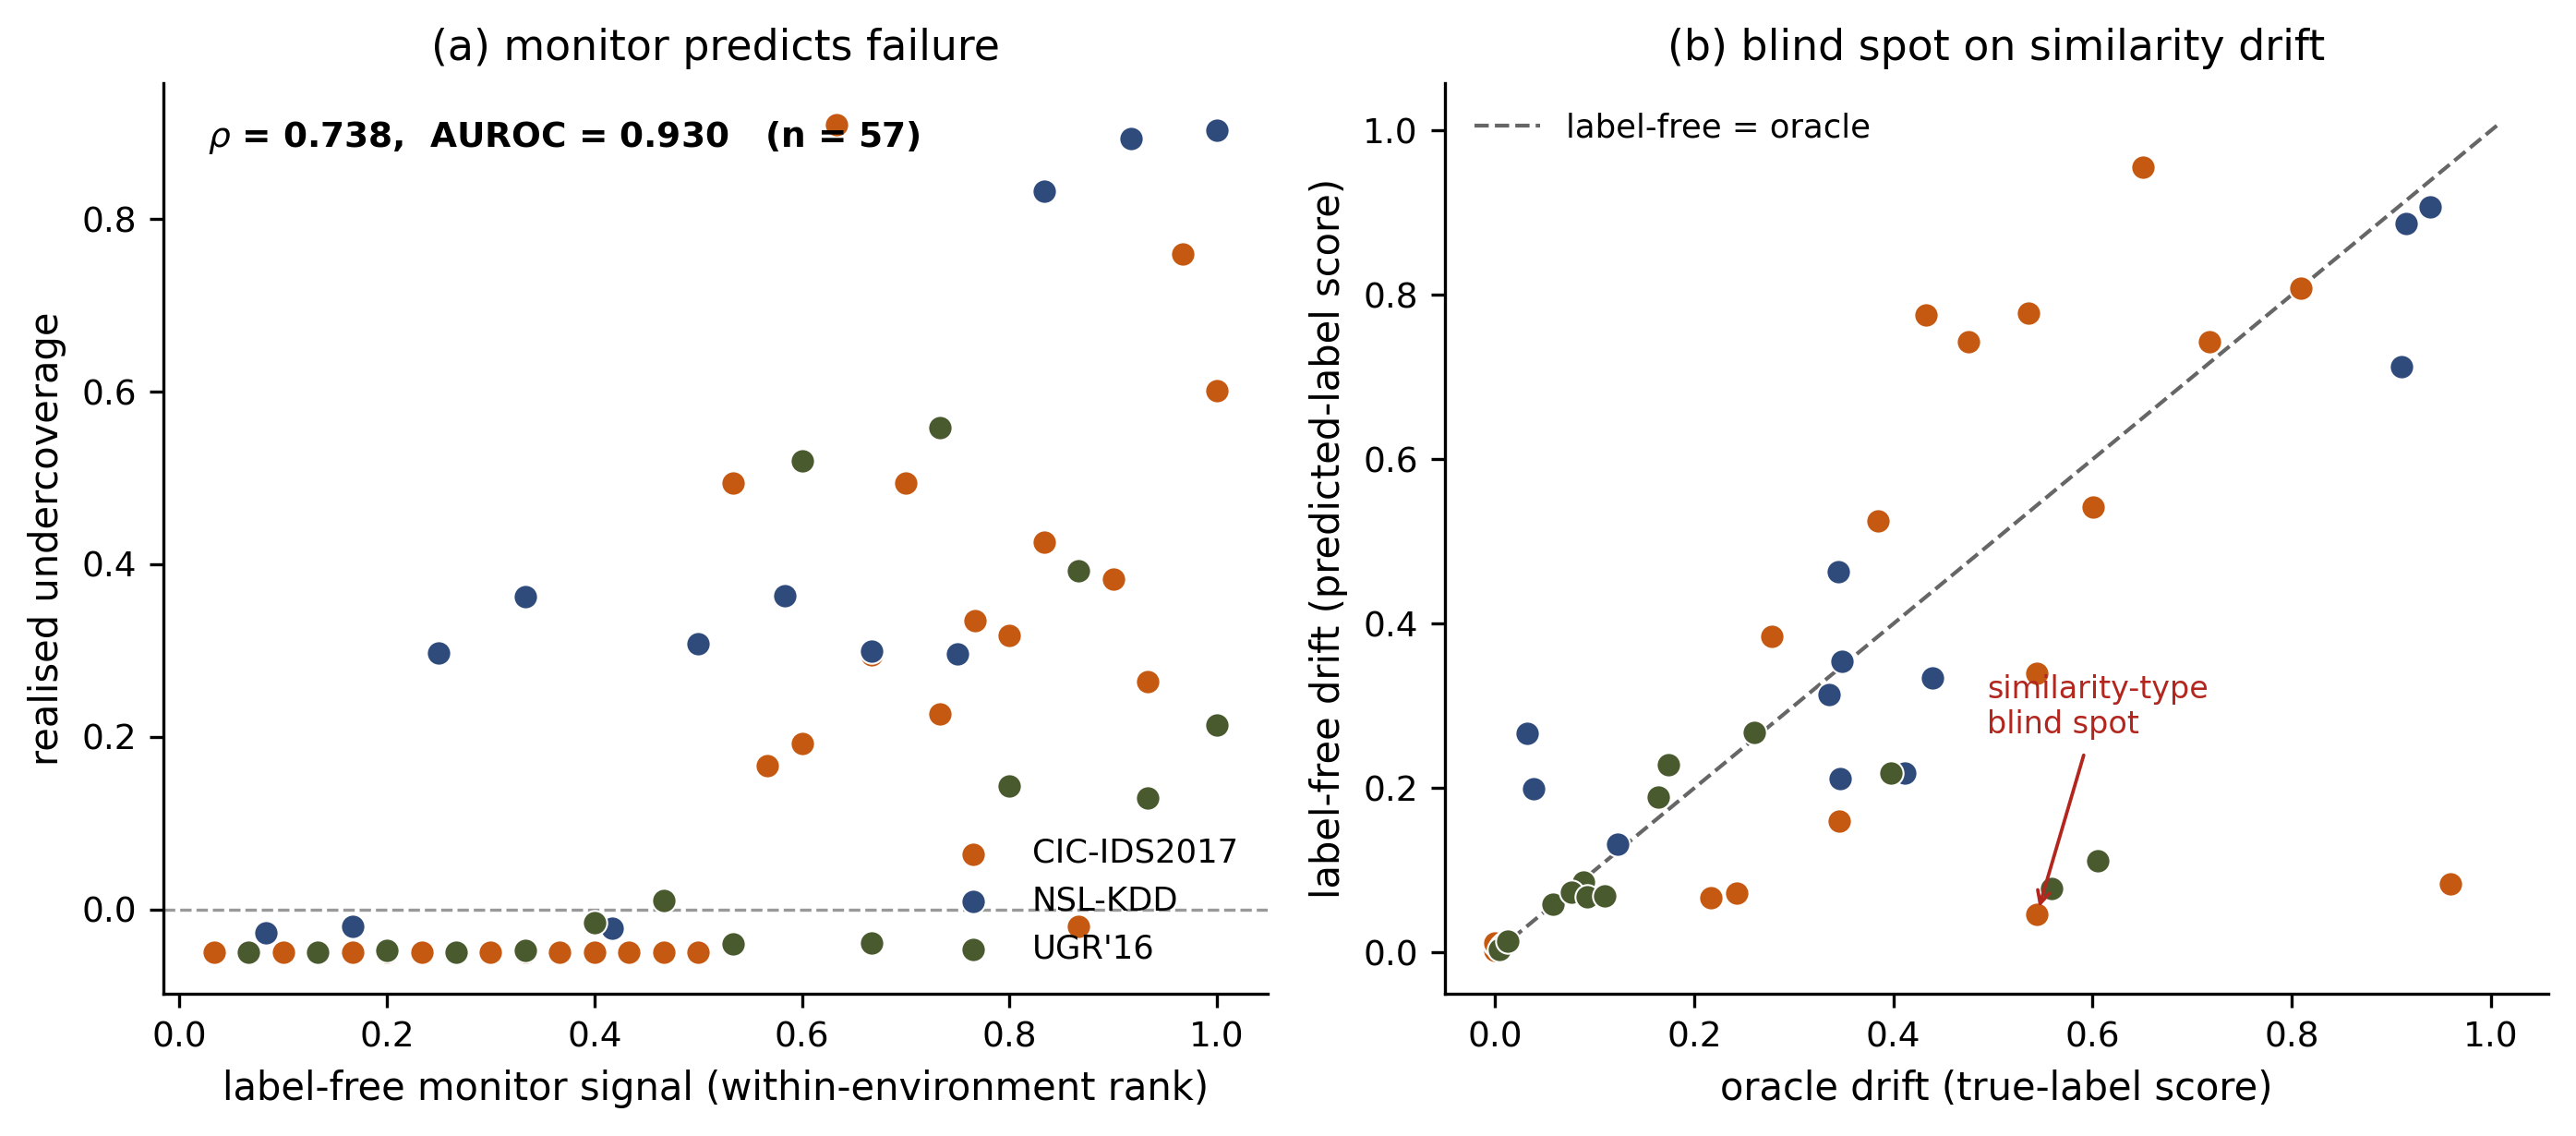 (a) monitor predicts failure
ρ = 0.738, AUROC = 0.930 (n = 57)
realised undercoverage
0.8
0.6
0.4
0.2
0.0
CIC-IDS2017
NSL-KDD
UGR'16
0.0 0.2 0.4 0.6 0.8 1.0
label-free monitor signal (within-environment rank)
(b) blind spot on similarity drift
label-free = oracle
label-free drift (predicted-label score)
1.0
0.8
0.6
0.4
0.2
0.0
similarity-type
blind spot
0.0 0.2 0.4 0.6 0.8 1.0
oracle drift (true-label score)